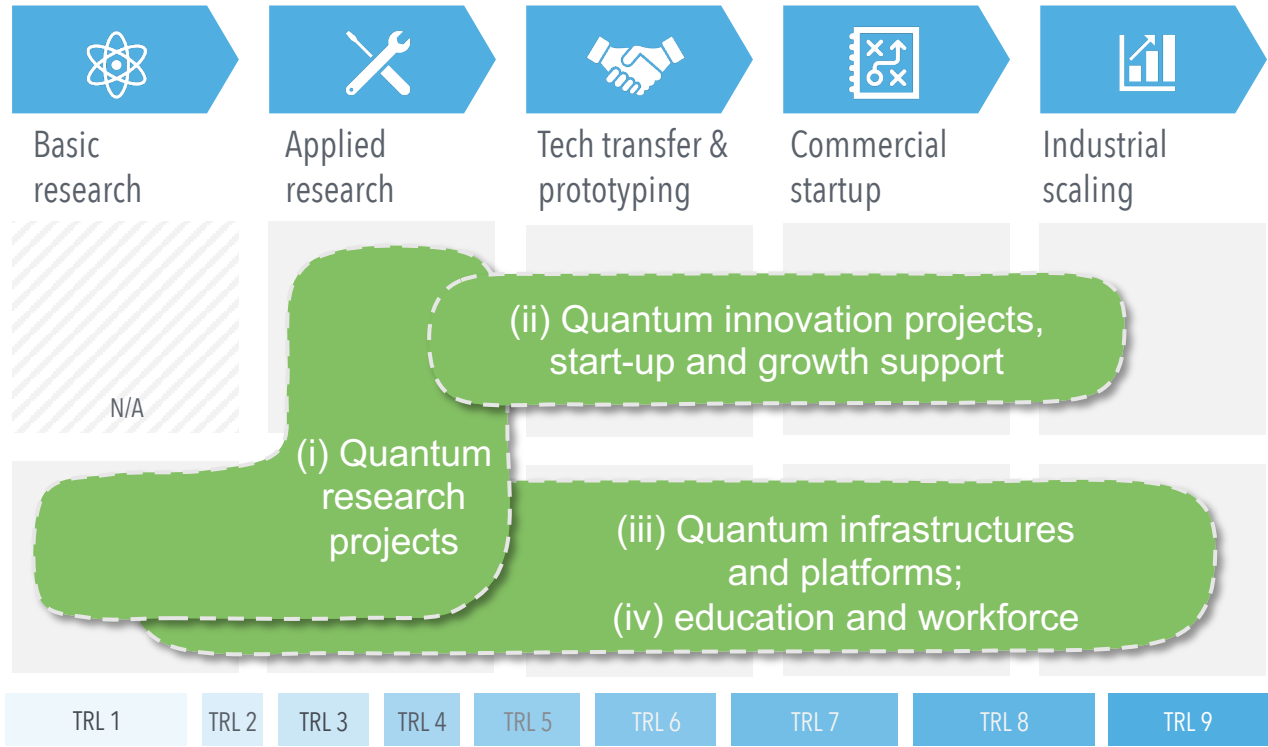 Basic
research
Applied
research
Tech transfer &
prototyping
Commercial
startup
Industrial
scaling
(ii) Quantum innovation projects,
start-up and growth support
N/A
(i) Quantum
research
projects
(iii) Quantum infrastructures
and platforms;
(iv) education and workforce
TRL 1
TRL 2
TRL 3
TRL 4
TRL 5
TRL 6
TRL 7
TRL 8
TRL 9